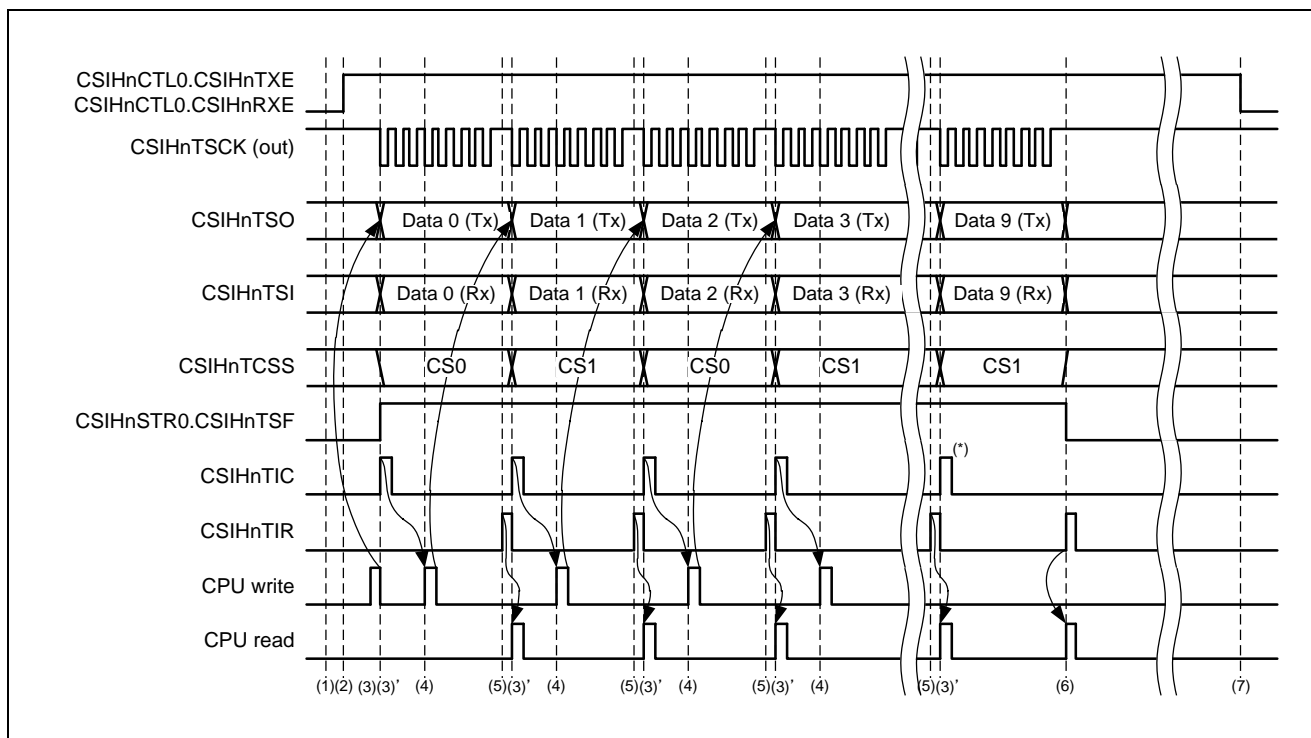 CSIHnCTL0.CSIHnTXE
CSIHnCTL0.CSIHnRXE
CSIHnTSCK (out)
CSIHnTSO Data 0 (Tx) Data 1 (Tx) Data 2 (Tx) Data 3 (Tx) Data 9 (Tx)
CSIHnTSI Data 0 (Rx) Data 1 (Rx) Data 2 (Rx) Data 3 (Rx) Data 9 (Rx)
CSIHnTCSS CS0 CS1 CS0 CS1 CS1
CSIHnSTR0.CSIHnTSF
(*)
CSIHnTIC
CSIHnTIR
CPU write
CPU read
(1)(2) (3)(3)' (4) (5)(3)' (4) (5)(3)' (4) (5)(3)' (4) (5)(3)' (6) (7)